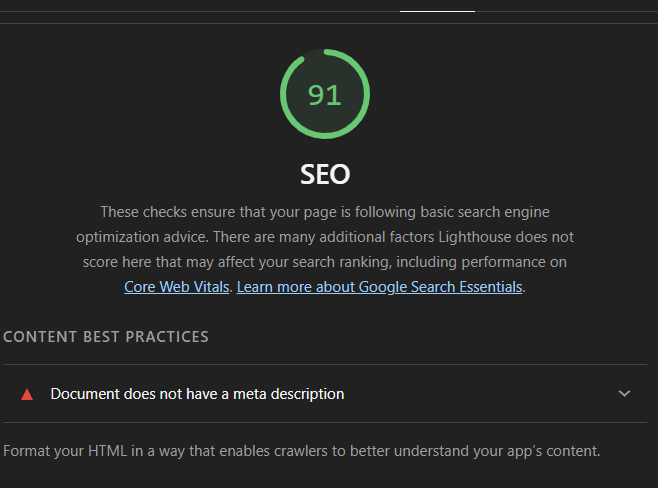 91
SEO
These checks ensure that your page is following basic search engine
optimization advice. There are many additional factors Lighthouse does not
score here that may affect your search ranking, including performance on
Core Web Vitals. Learn more about Google Search Essentials.
CONTENT BEST PRACTICES
Document does not have a meta description
Format your HTML in a way that enables crawlers to better understand your app’s content.